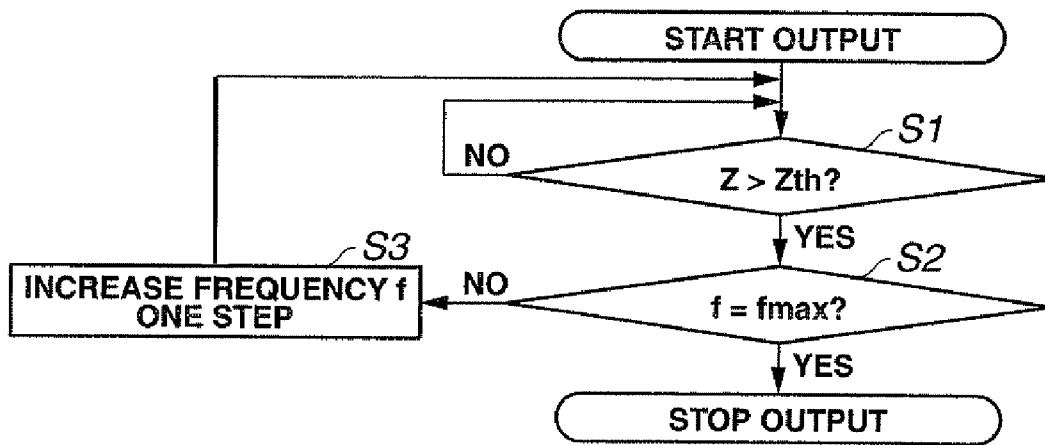 START OUTPUT
S1
NO
Z > Zth?
YES
S3
S2
INCREASE FREQUENCY f
ONE STEP
NO
f = fmax?
YES
STOP OUTPUT